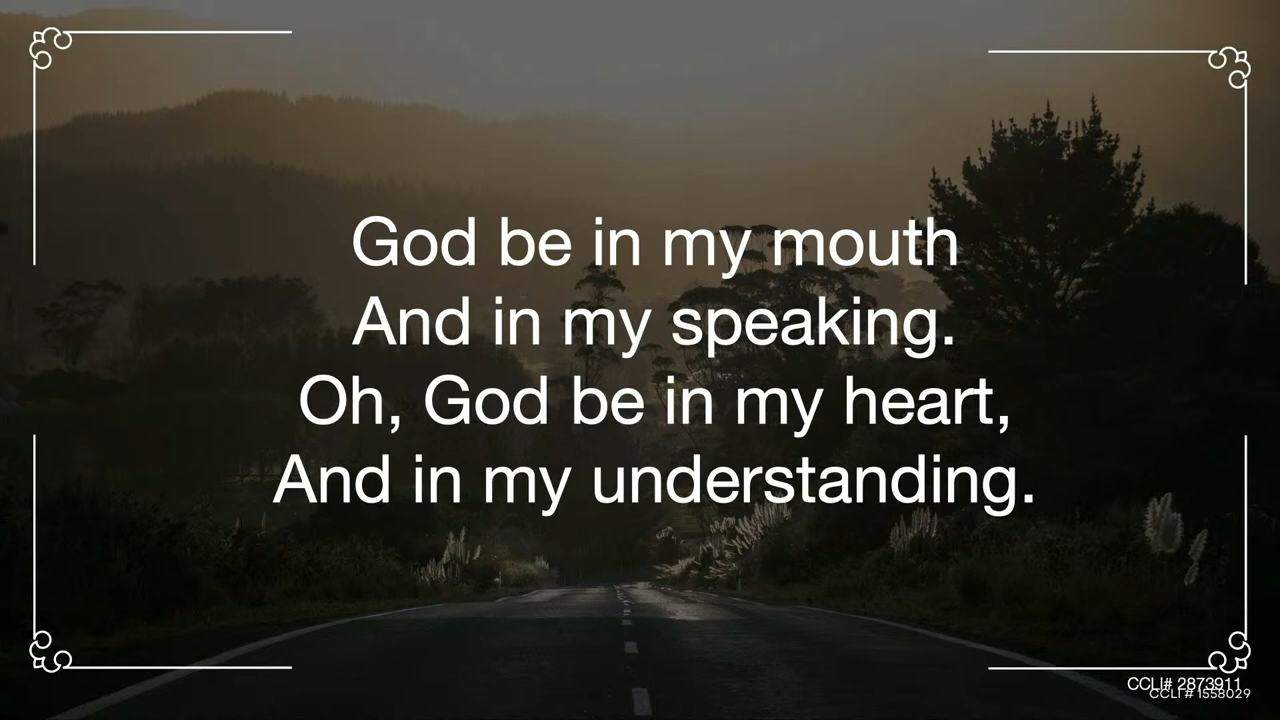 God be in my mouth
And in my speaking.
Oh, God be in my heart,
And in my understanding.
CCLI# 2873911
CCLI # 1558029